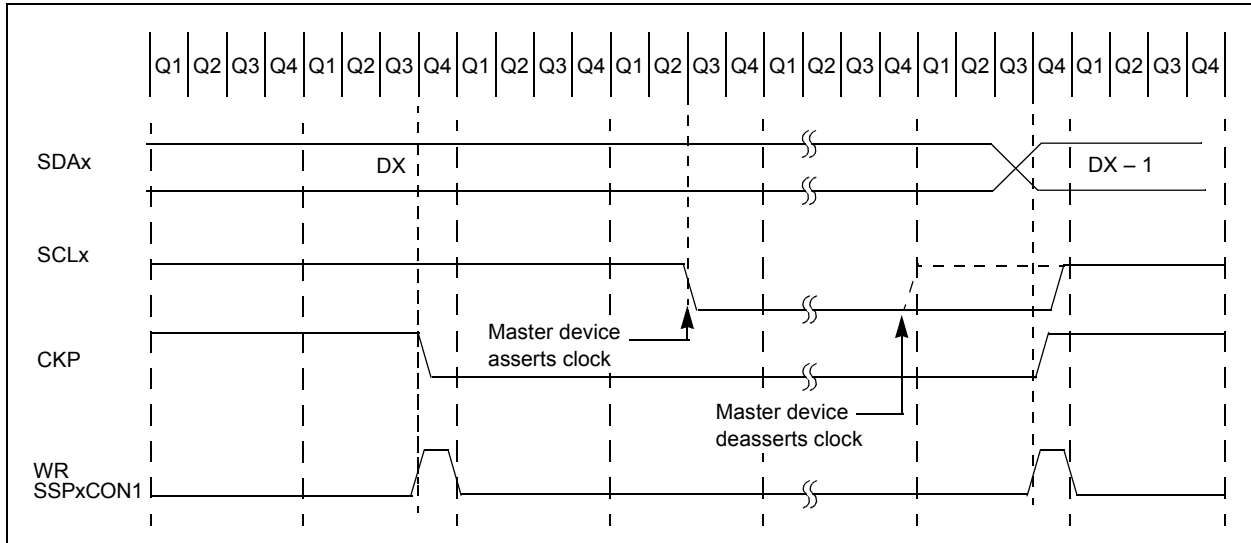 Q1 Q2 Q3 Q4 Q1 Q2 Q3 Q4 Q1 Q2 Q3 Q4 Q1 Q2 Q3 Q4 Q1 Q2 Q3 Q4 Q1 Q2 Q3 Q4 Q1 Q2 Q3 Q4
SDAx
DX
DX – 1
SCLx
Master device
asserts clock
CKP
Master device
deasserts clock
WR
SSPxCON1